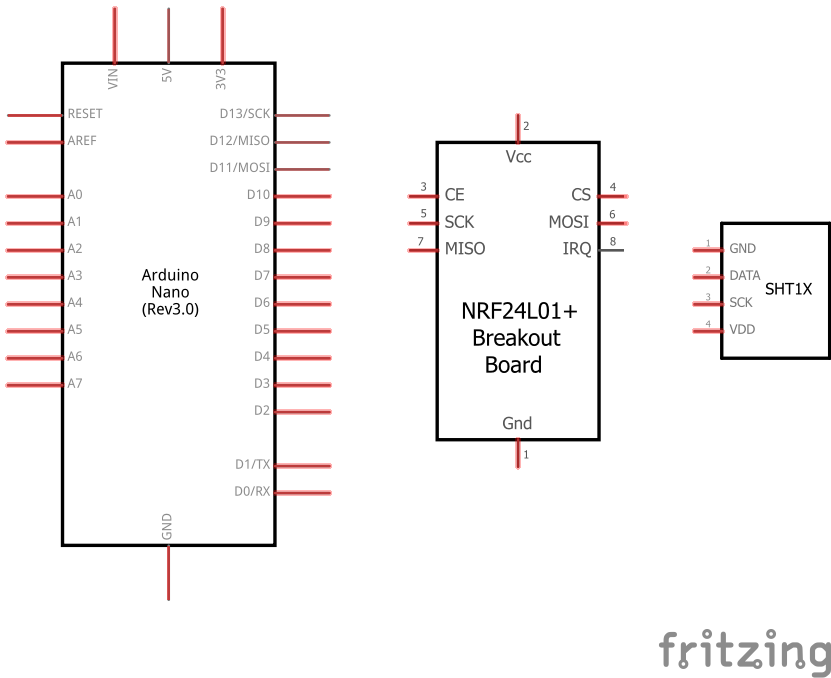 VIN
5V
3V3
RESET
AREF
D13/SCK
D12/MISO
D11/MOSI
A0
A1
A2
A3
A4
A5
A6
A7
D10
D9
D8
D7
D6
D5
D4
D3
D2
D1/TX
D0/RX
Arduino
Nano
(Rev3.0)
GND
2
Vcc
3 CE
5 SCK
7 MISO
CS 4
MOSI 6
IRQ 8
NRF24L01+
Breakout
Board
Gnd
1
1 GND
2 DATA
3 SCK
4 VDD
SHT1X
fritzing